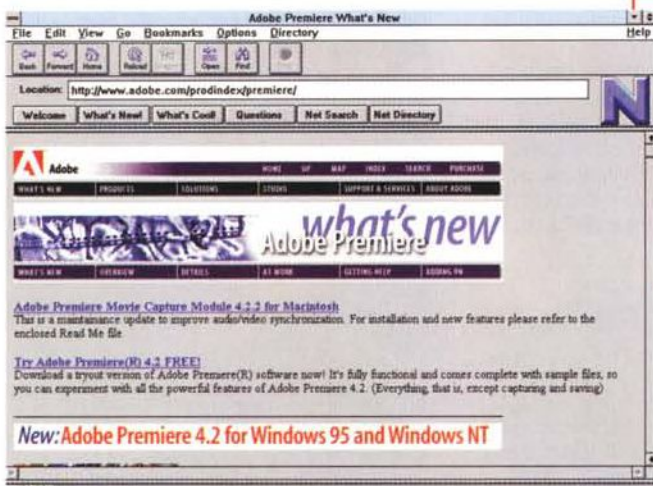 Adobe Premiere What's New
File Edit View Go Bookmarks Options Directory Help
Back Forward Home Reload Open Find
Location: http://www.adobe.com/prodindex/premiere/
Welcome What's New! What's Cool! Questions Net Search Net Directory
N
Adobe HOME UP MAP INDEX SEARCH PURCHASE
WHAT'S NEW PRODUCTS SOLUTIONS STUDIO SUPPORT & SERVICES ABOUT ADOBE
what's new
Adobe Premiere
WHAT'S NEW OVERVIEW DETAILS AT WORK GETTING HELP ADDING ON
Adobe Premiere Movie Capture Module 4.2.2 for Macintosh
This is a maintainance update to improve audio/video synchronization. For installation and new features please refer to the
enclosed Read Me file
Try Adobe Premiere(R) 4.2 FREE!
Download a tryout version of Adobe Premiere(R) software now! It's fully functional and comes complete with sample files, so
you can experiment with all the powerful features of Adobe Premiere 4.2. (Everything, that is, except capturing and saving)
New: Adobe Premiere 4.2 for Windows 95 and Windows NT